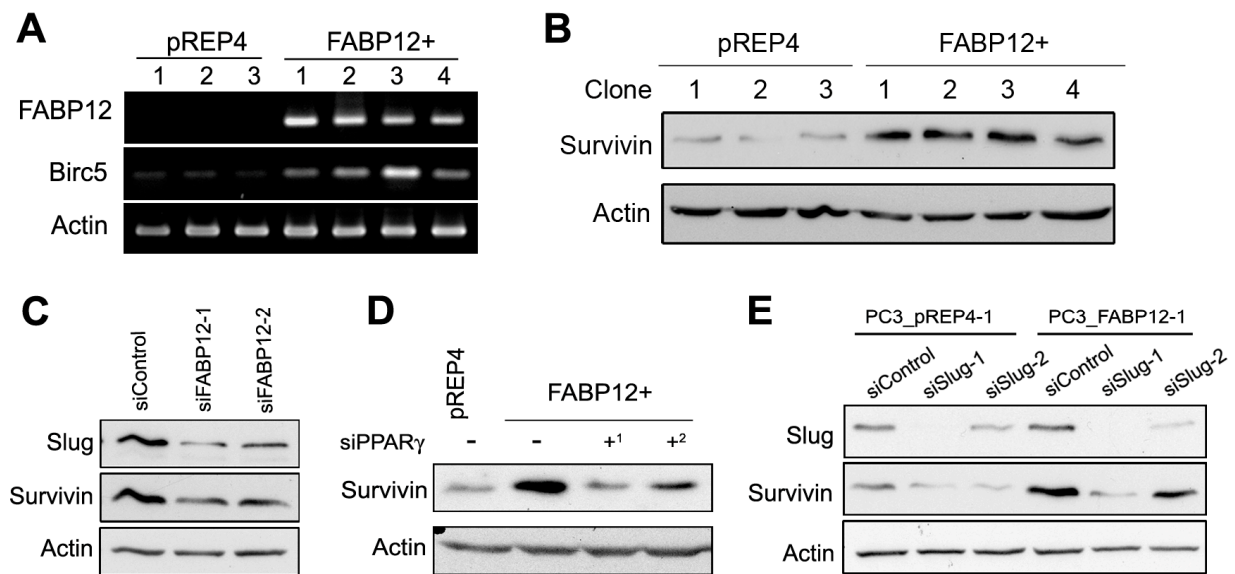 A
pREP4 FABP12+
1 2 3 1 2 3 4
FABP12
Birc5
Actin
B
pREP4 FABP12+
Clone 1 2 3 1 2 3 4
Survivin
Actin
C
siControl siFABP12-1 siFABP12-2
Slug
Survivin
Actin
D
pREP4 FABP12+
siPPARγ - - +¹ +²
Survivin
Actin
E
PC3_pREP4-1 PC3_FABP12-1
siControl siSlug-1 siSlug-2 siControl siSlug-1 siSlug-2
Slug
Survivin
Actin